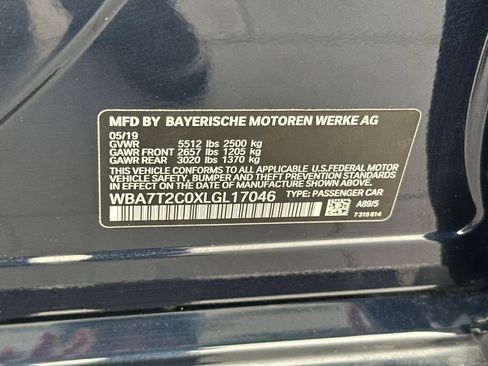 MFD BY BAYERISCHE MOTOREN WERKE AG
05/19
GVWR 5512 lbs 2500 kg
GAWR FRONT 2657 lbs 1205 kg
GAWR REAR 3020 lbs 1370 kg
THIS VEHICLE CONFORMS TO ALL APPLICABLE U.S.FEDERAL MOTOR
VEHICLE SAFETY, BUMPER AND THEFT PREVENTION STANDARDS
IN EFFECT ON THE DATE OF MANUFACTURE SHOWN ABOVE.
WBA7T2C0XLGL17046 TYPE: PASSENGER CAR
A89/5
7 315 614